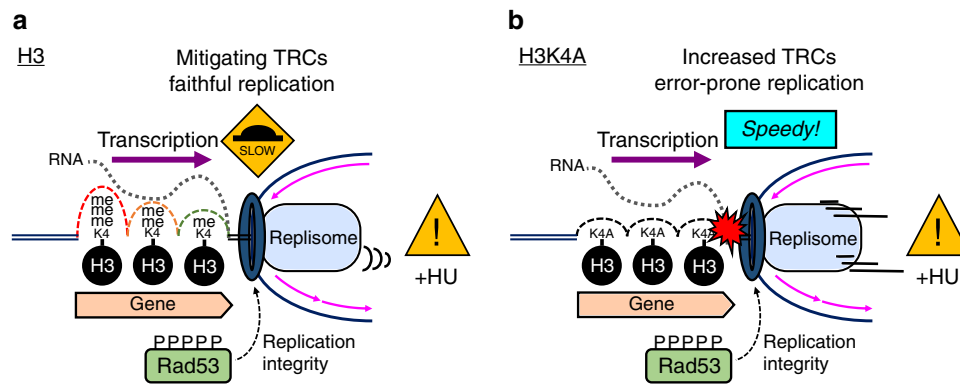 a
H3
Mitigating TRCs
faithful replication
SLOW
Transcription
RNA
me
me
me
K4
me
me
K4
me
K4
H3
H3
H3
Replisome
!
+HU
Gene
PPPPP
Rad53
Replication
integrity
b
H3K4A
Increased TRCs
error-prone replication
Speedy!
Transcription
RNA
K4A
K4A
K4A
H3
H3
H3
Replisome
!
+HU
Gene
PPPPP
Rad53
Replication
integrity